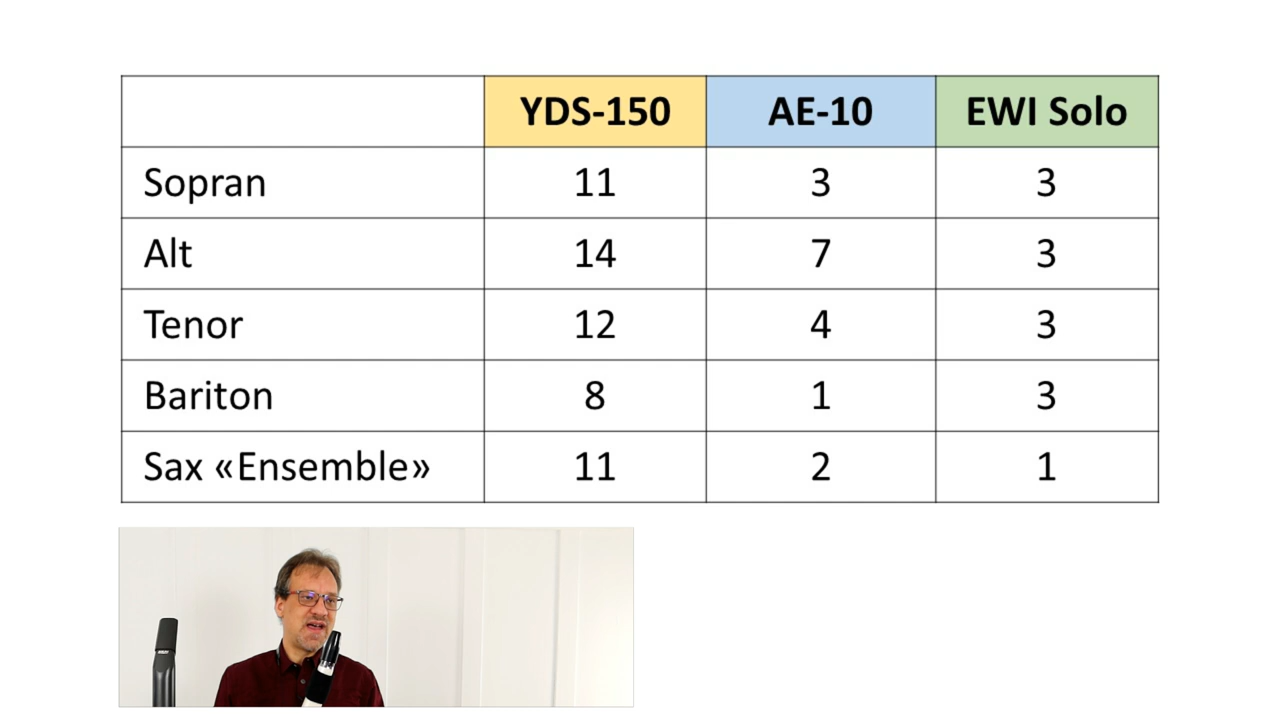 YDS-150 AE-10 EWI Solo
Sopran 11 3 3
Alt 14 7 3
Tenor 12 4 3
Bariton 8 1 3
Sax «Ensemble» 11 2 1